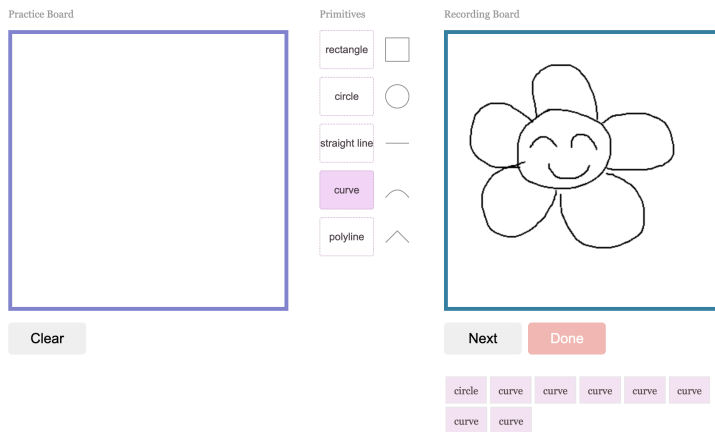 Practice Board
Primitives
Recording Board
rectangle
circle
straight line
curve
polyline
Clear
Next
Done
circle curve curve curve curve curve
curve curve